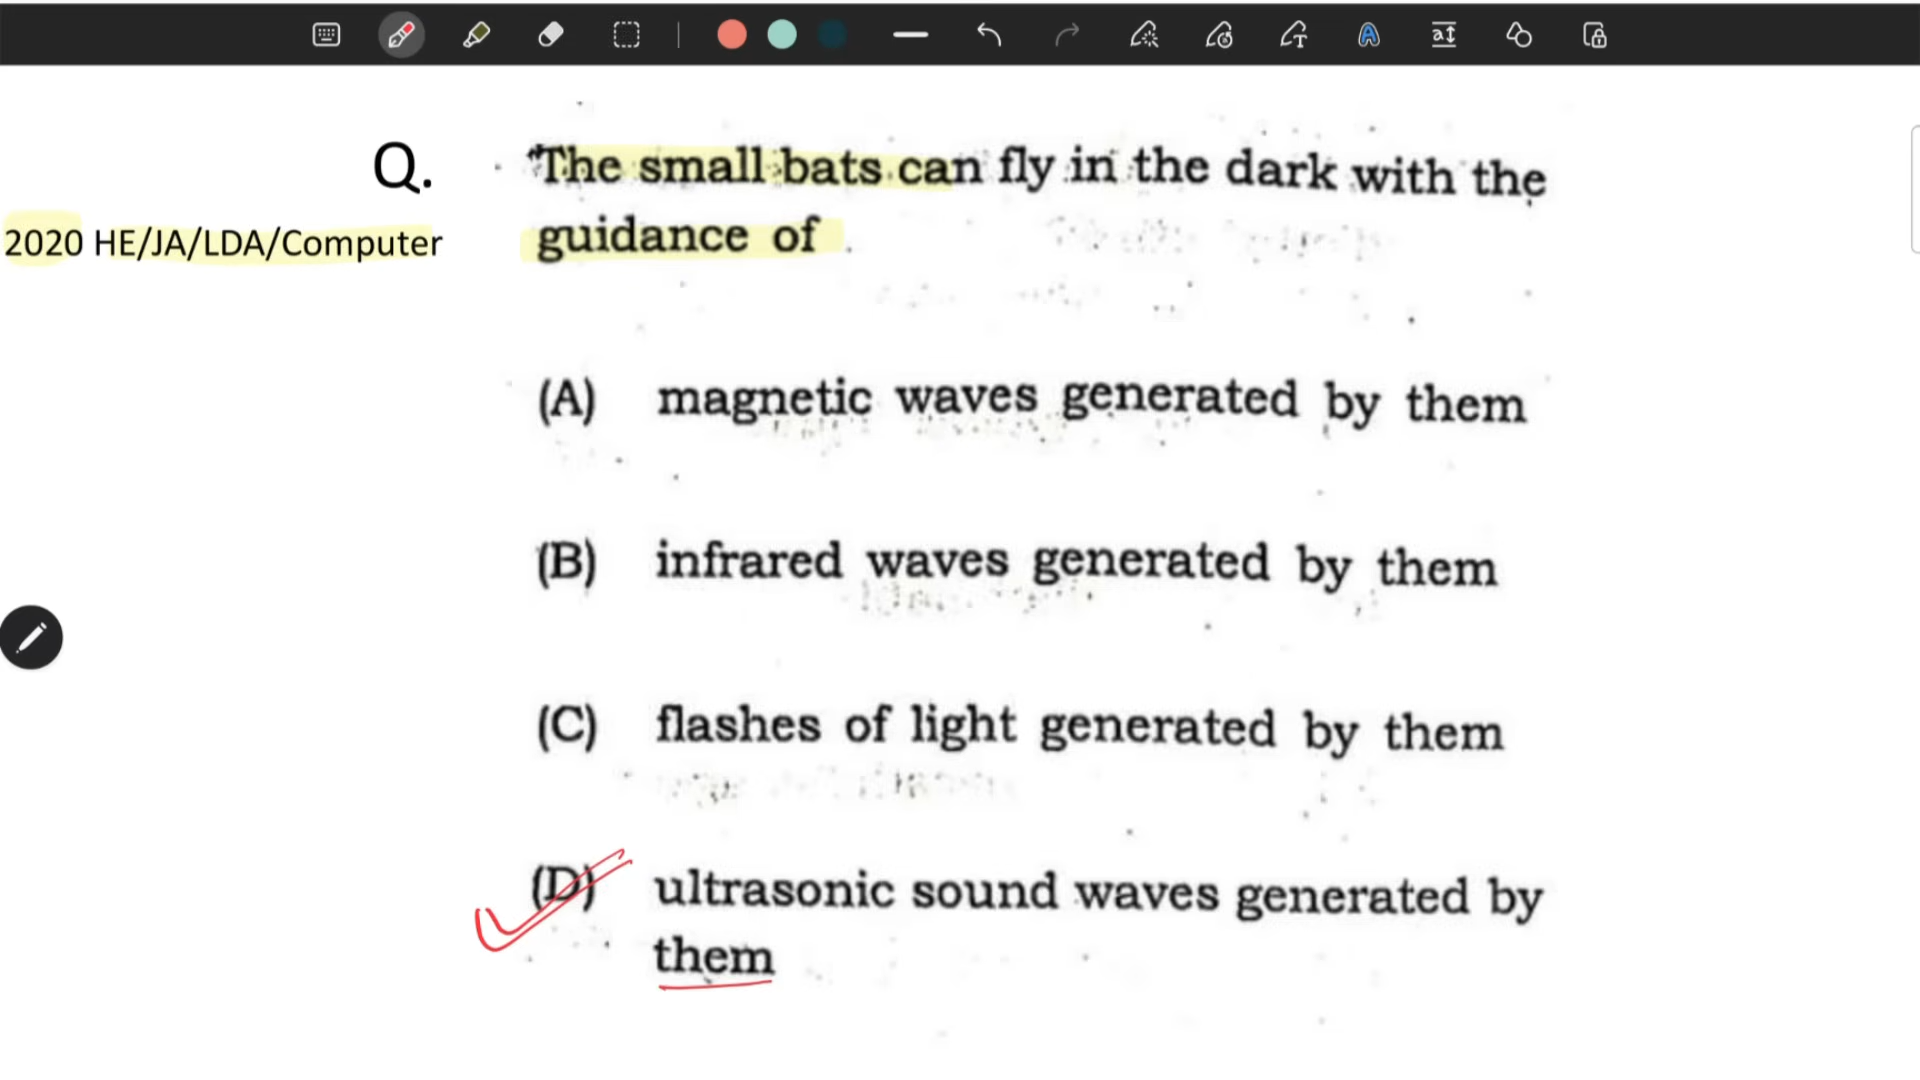 Q. The small bats can fly in the dark with the
2020 HE/JA/LDA/Computer guidance of
(A) magnetic waves generated by them
(B) infrared waves generated by them
(C) flashes of light generated by them
(D) ultrasonic sound waves generated by
them